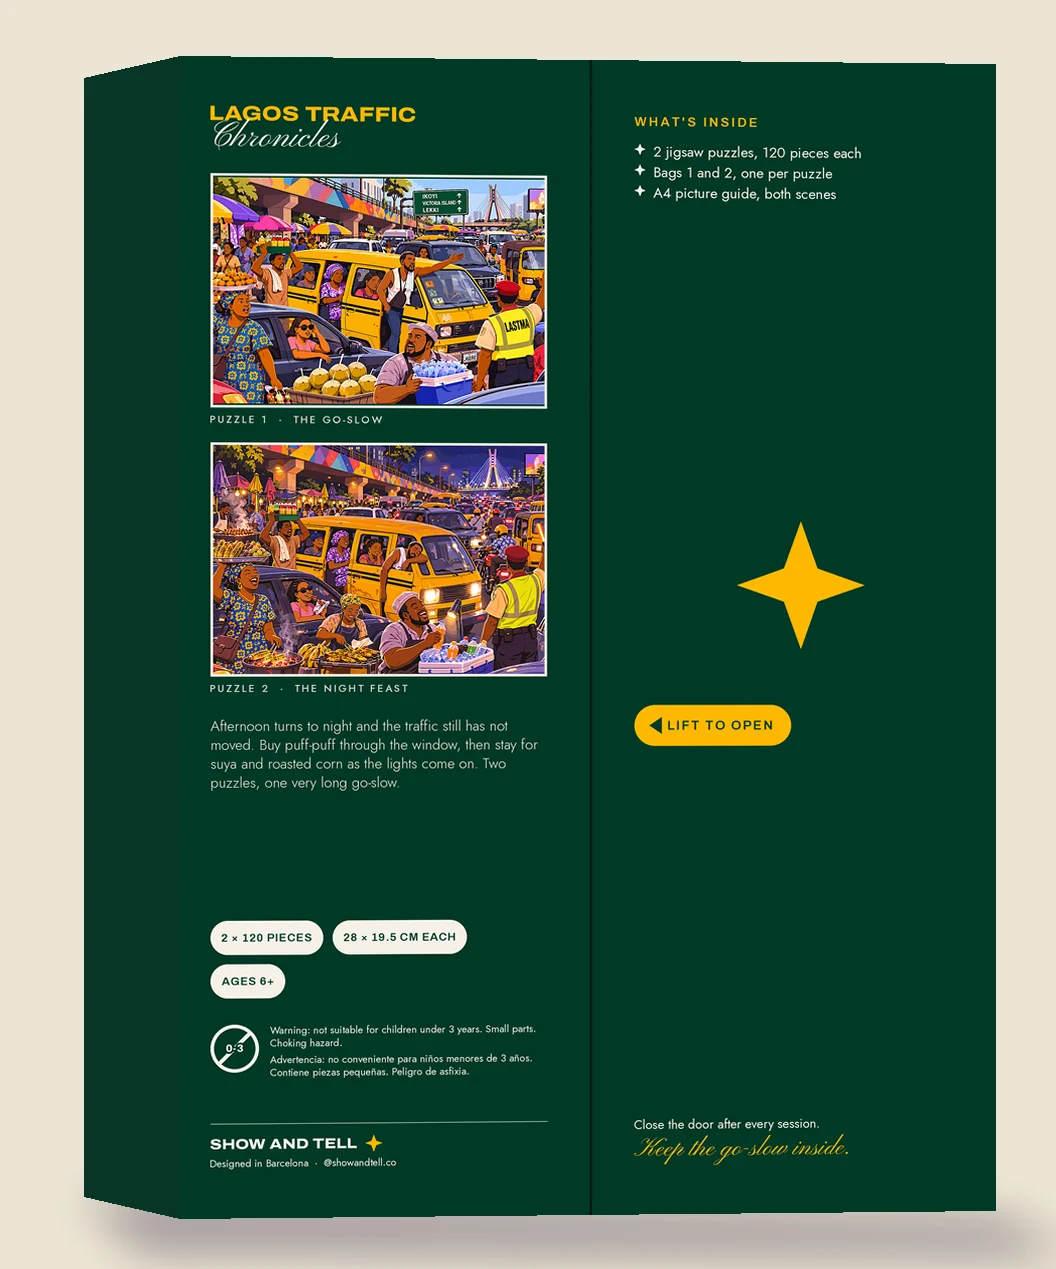 LAGOS TRAFFIC
Chronicles
IKOYI
VICTORIA ISLAND
LEKKI
LASTMA
PUZZLE 1 · THE GO-SLOW
PUZZLE 2 · THE NIGHT FEAST
Afternoon turns to night and the traffic still has not
moved. Buy puff-puff through the window, then stay for
suya and roasted corn as the lights come on. Two
puzzles, one very long go-slow.
2 × 120 PIECES
28 × 19.5 CM EACH
AGES 6+
0-3
Warning: not suitable for children under 3 years. Small parts.
Choking hazard.
Advertencia: no conveniente para niños menores de 3 años.
Contiene piezas pequeñas. Peligro de asfixia.
SHOW AND TELL
Designed in Barcelona · @showandtell.co
WHAT'S INSIDE
2 jigsaw puzzles, 120 pieces each
Bags 1 and 2, one per puzzle
A4 picture guide, both scenes
LIFT TO OPEN
Close the door after every session.
Keep the go-slow inside.